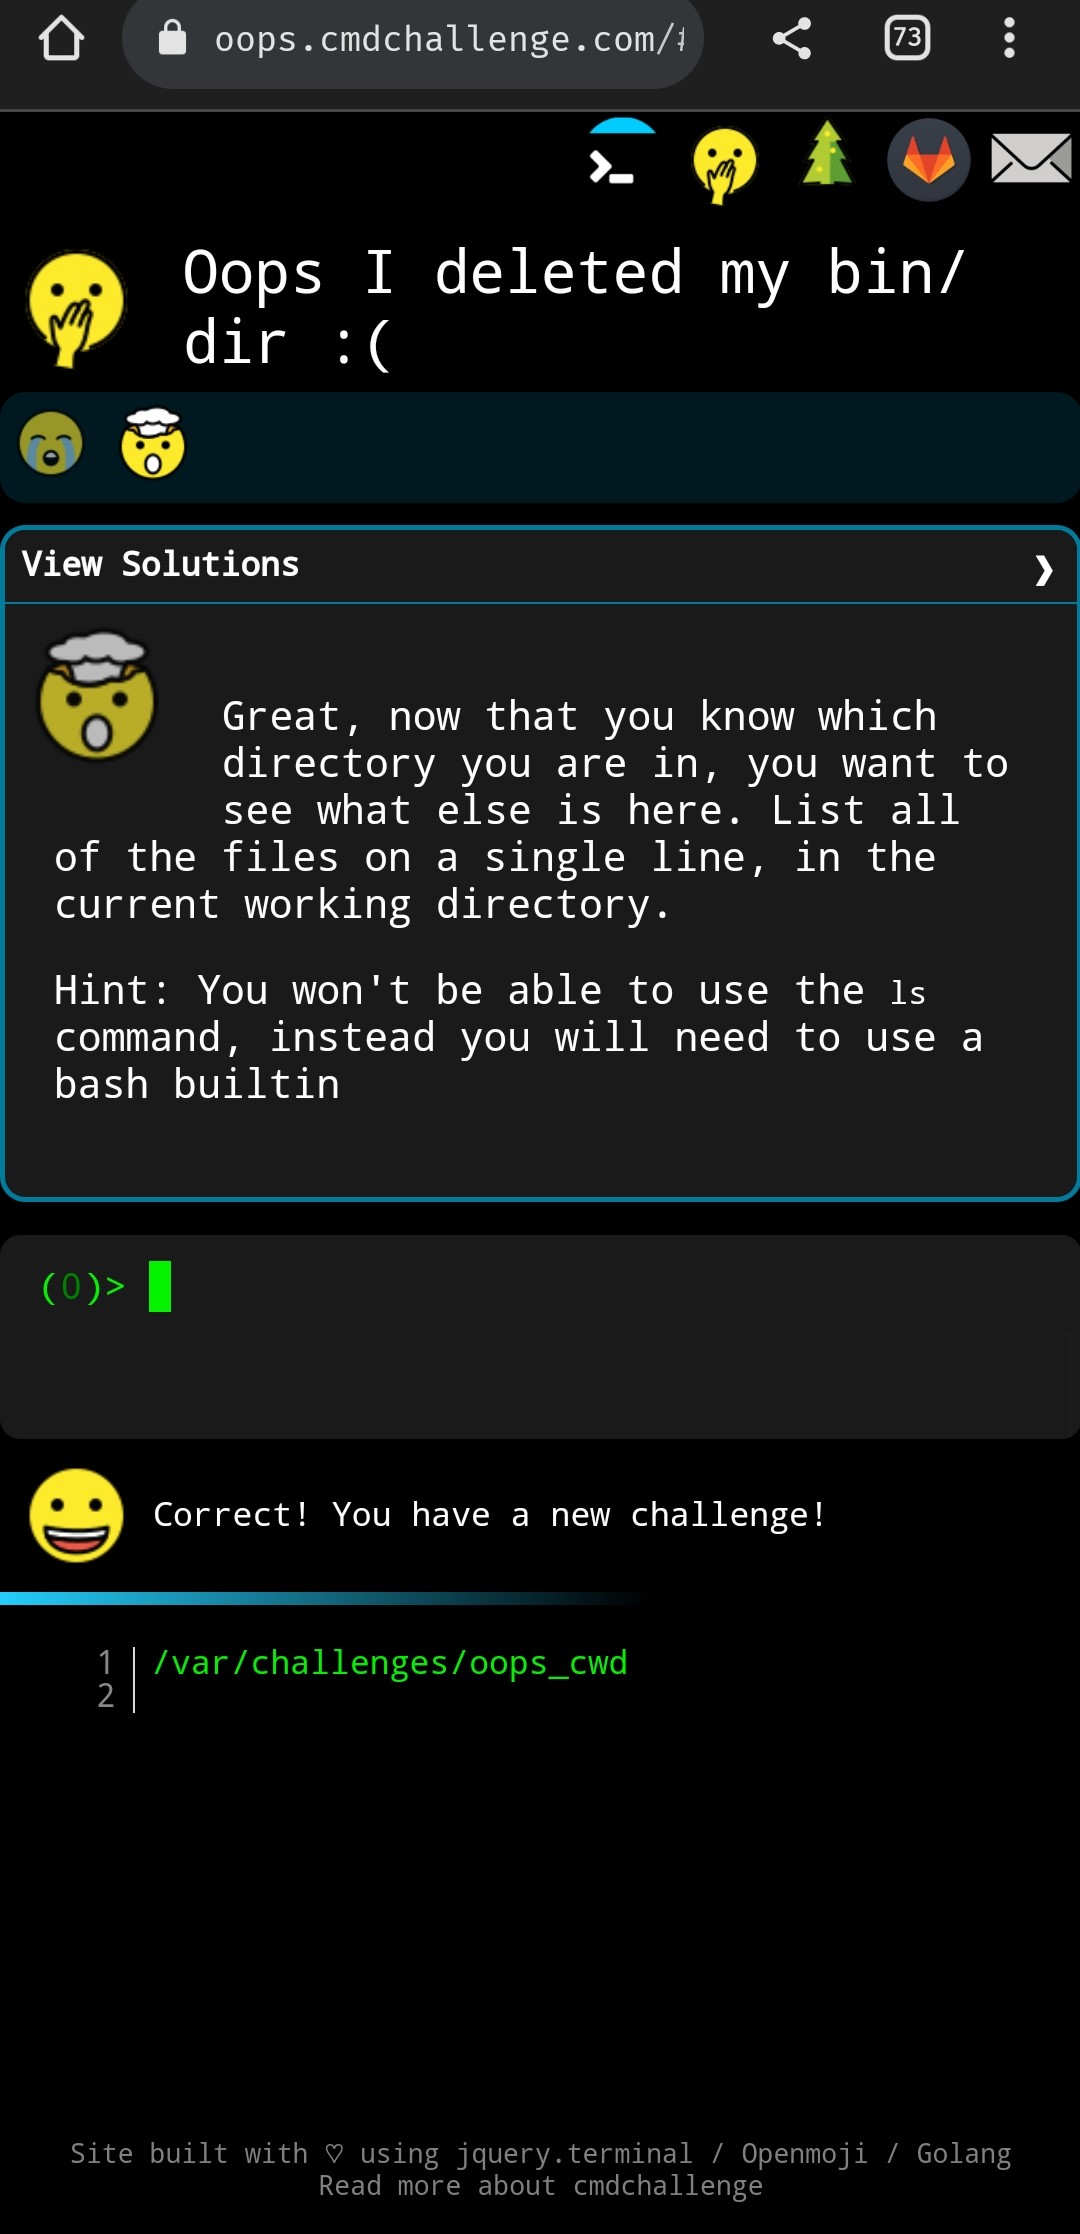 oops.cmdchallenge.com/
73
Oops I deleted my bin/
dir :(
View Solutions ❯
Great, now that you know which
directory you are in, you want to
see what else is here. List all
of the files on a single line, in the
current working directory.
Hint: You won't be able to use the ls
command, instead you will need to use a
bash builtin
(0)>
Correct! You have a new challenge!
1 /var/challenges/oops_cwd
2
Site built with ♡ using jquery.terminal / Openmoji / Golang
Read more about cmdchallenge